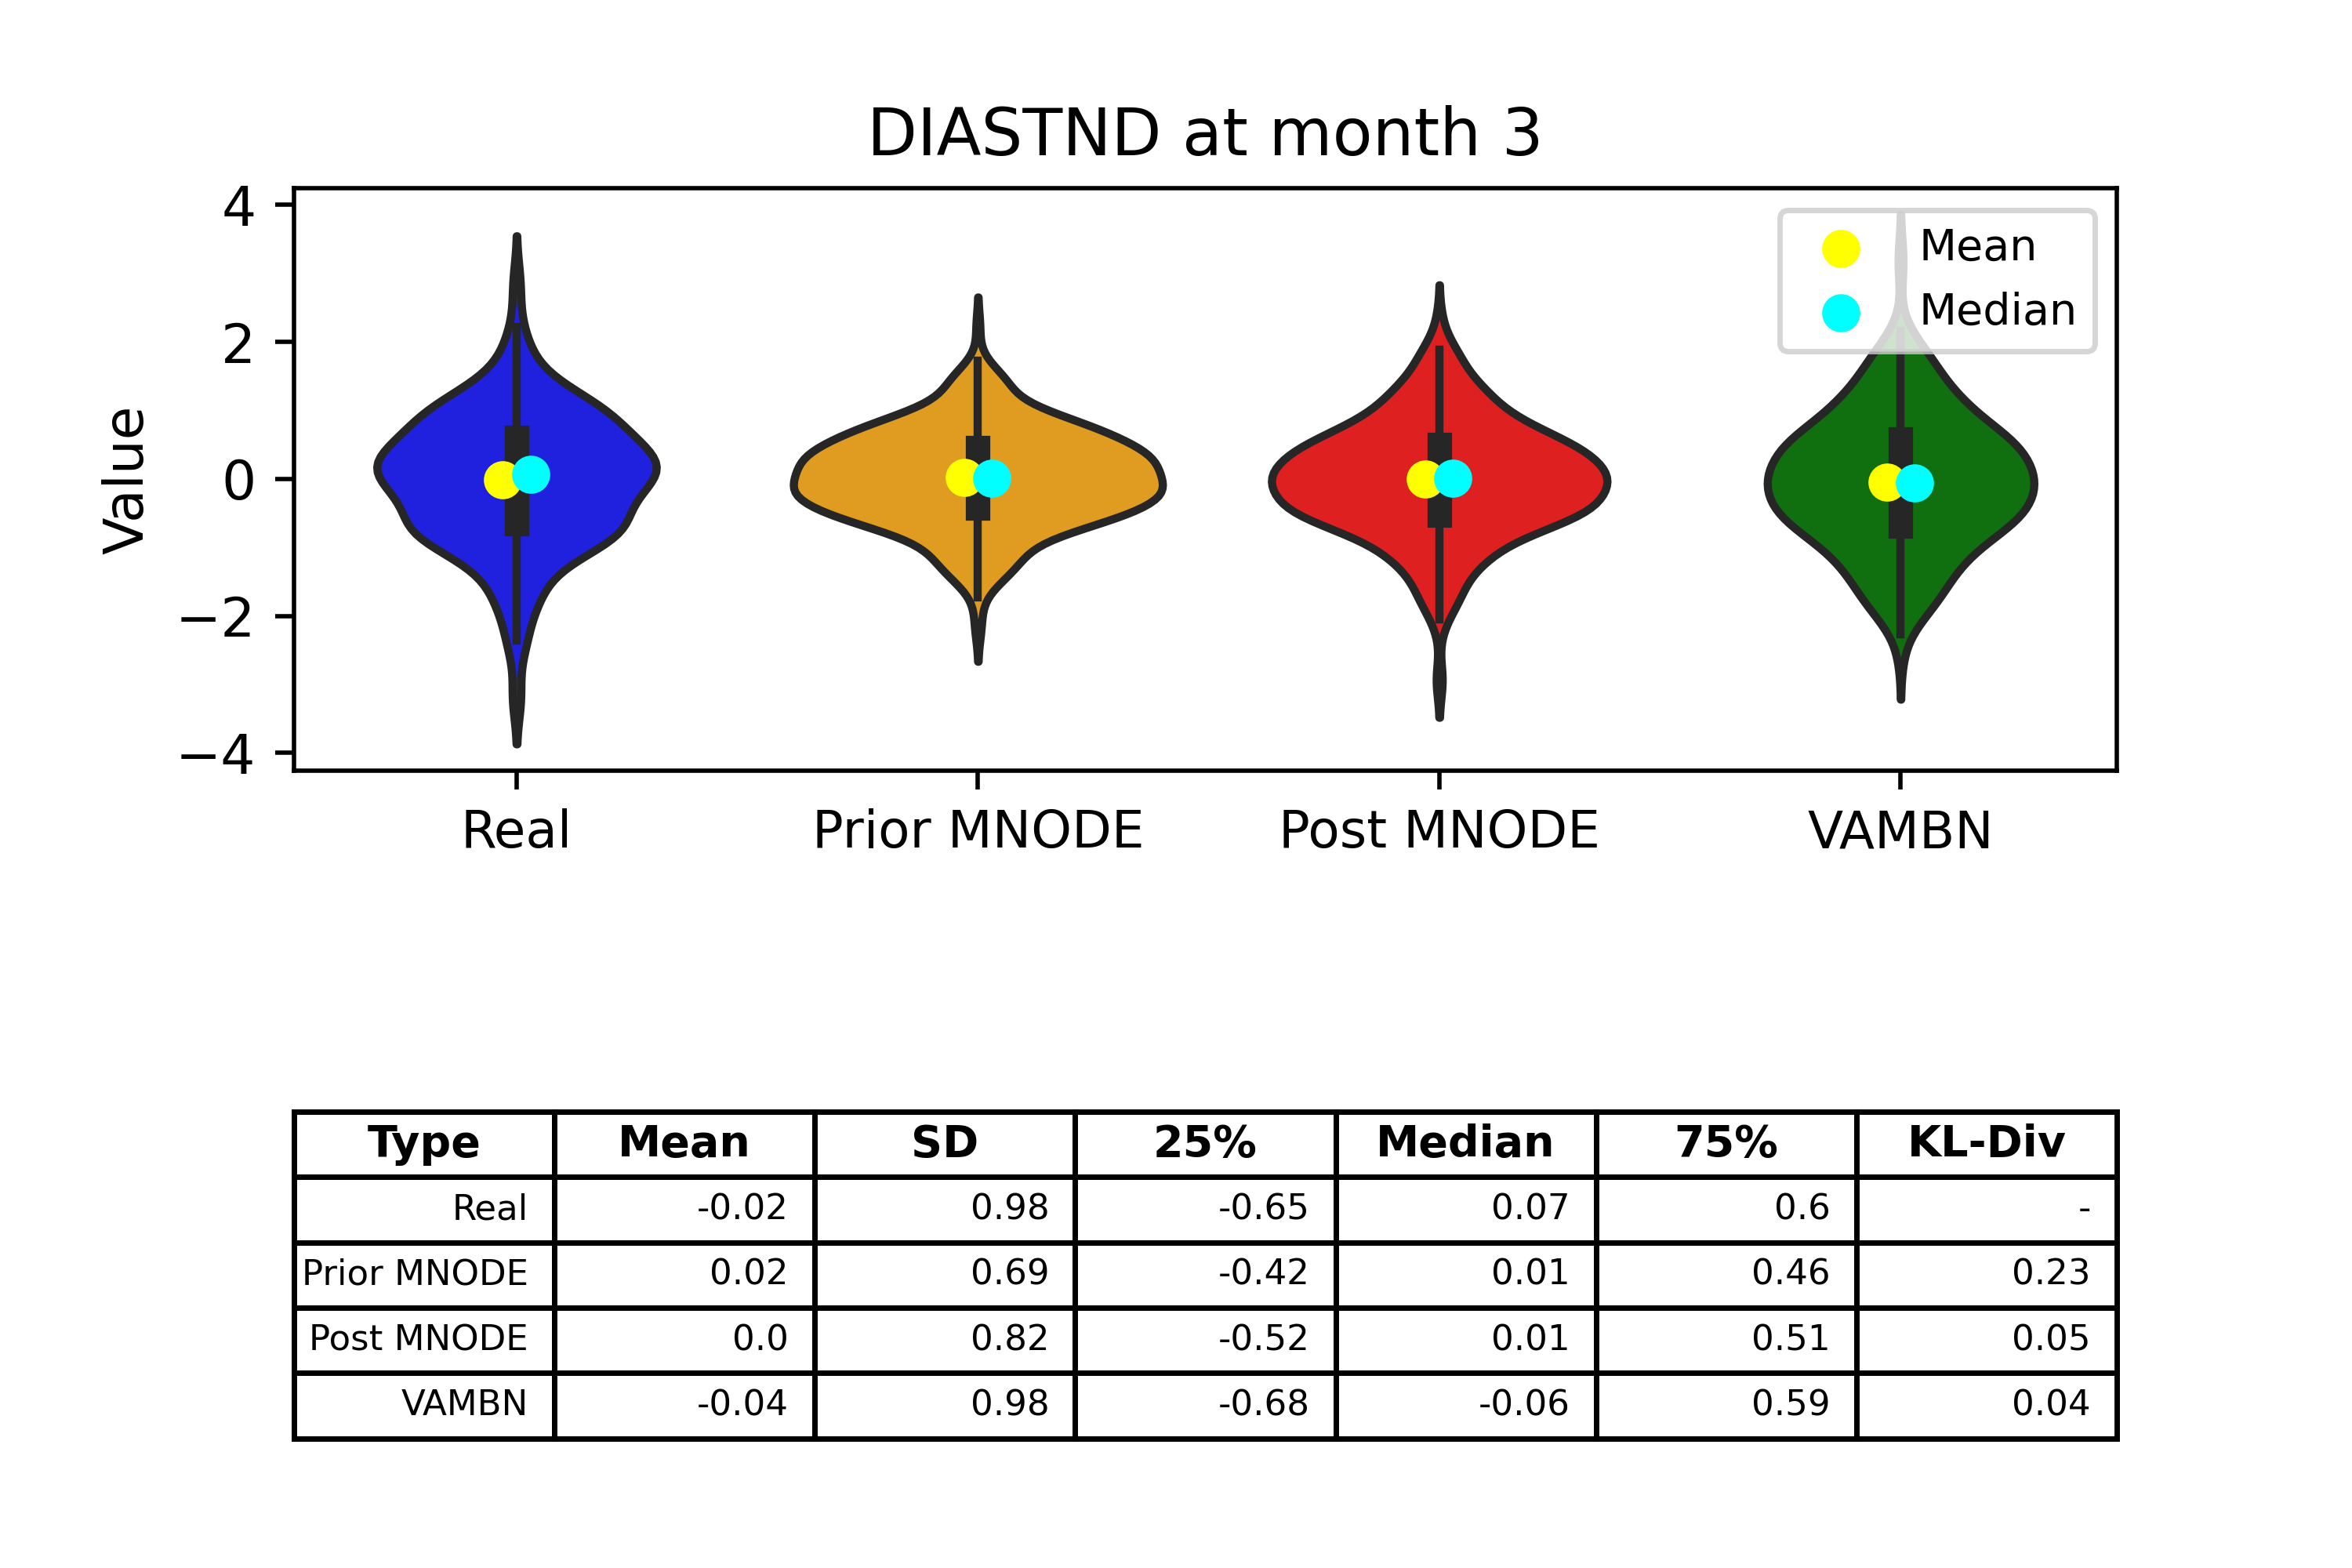 DIASTND at month 3
4
2
0
−2
−4
Value
Mean
Median
Real Prior MNODE Post MNODE VAMBN
Type Mean SD 25% Median 75% KL-Div
Real -0.02 0.98 -0.65 0.07 0.6 -
Prior MNODE 0.02 0.69 -0.42 0.01 0.46 0.23
Post MNODE 0.0 0.82 -0.52 0.01 0.51 0.05
VAMBN -0.04 0.98 -0.68 -0.06 0.59 0.04